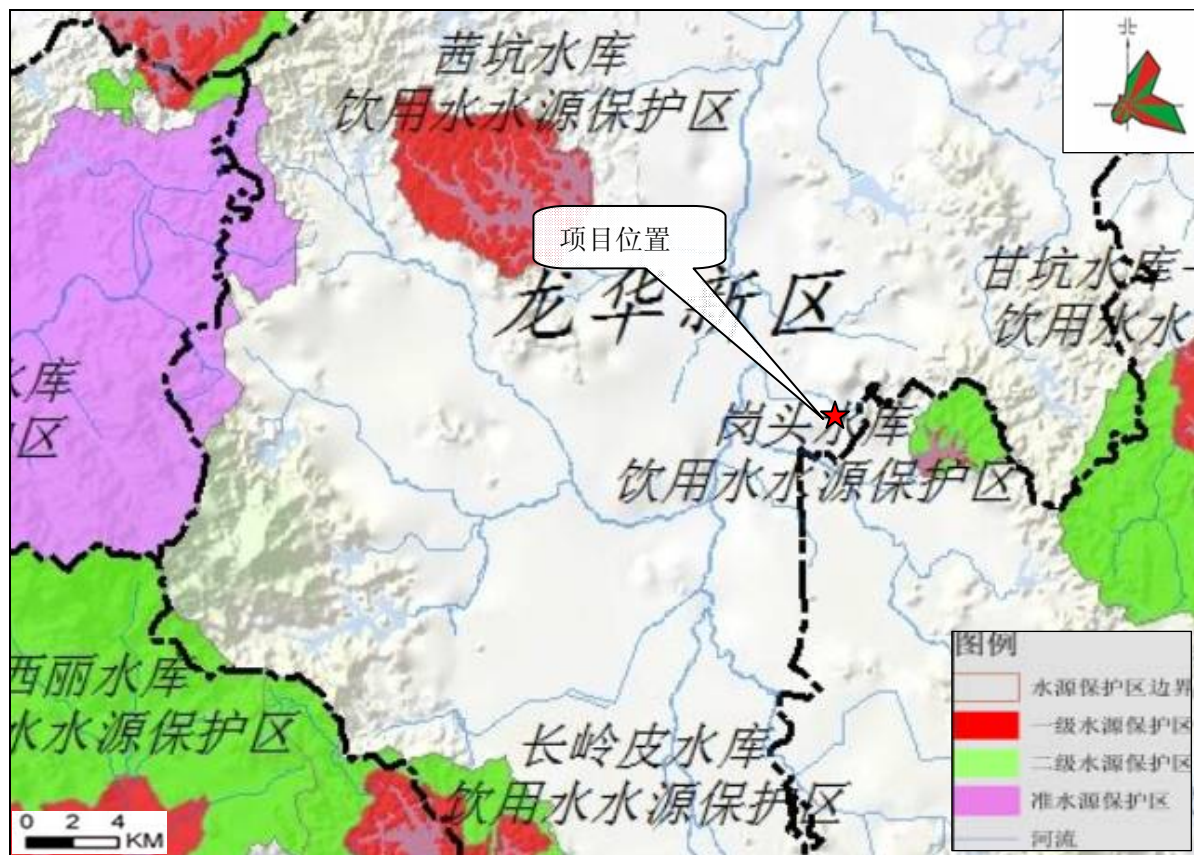 北
茜坑水库
饮用水水源保护区
项目位置
龙华新区
甘坑水库
饮用水水
水库
区
岗头水库
饮用水水源保护区
西丽水库
水水源保护区
长岭皮水库
饮用水水源保护区
图例
水源保护区边界
一级水源保护区
二级水源保护区
准水源保护区
河流
0 2 4
KM